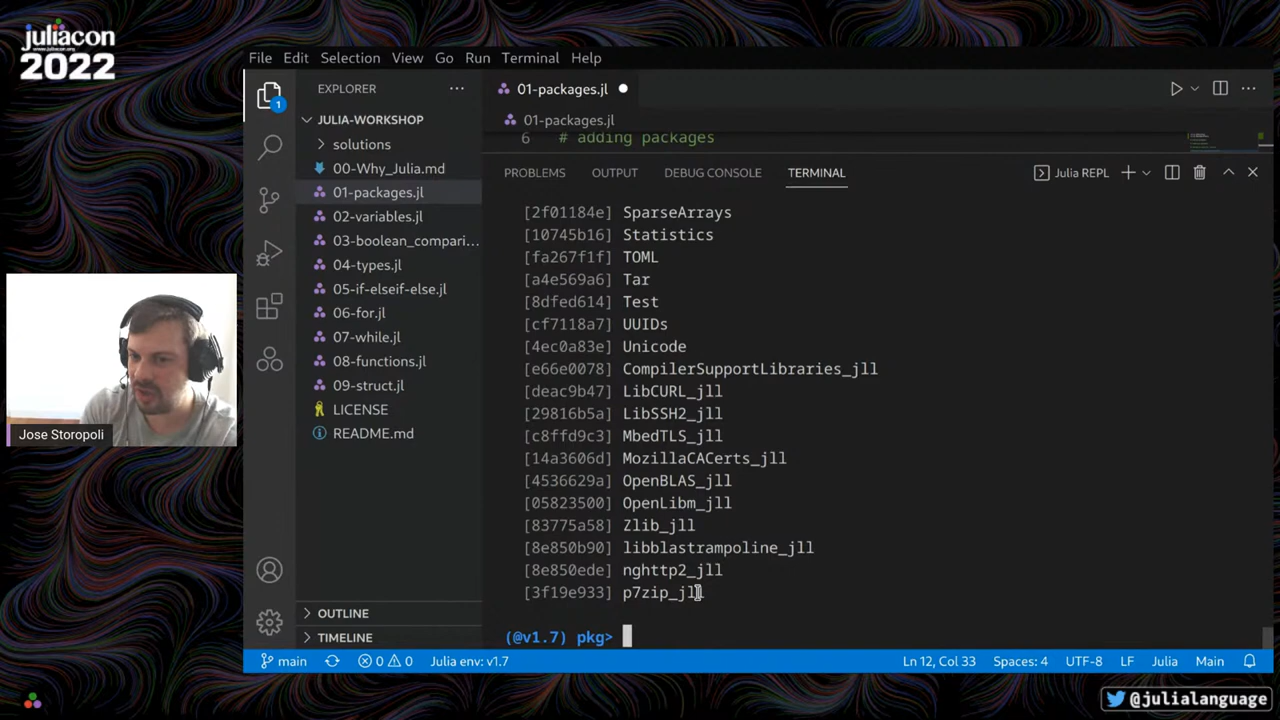 juliacon
www.juliacon.org
2022
File Edit Selection View Go Run Terminal Help
1
EXPLORER
JULIA-WORKSHOP
solutions
00-Why_Julia.md
01-packages.jl
02-variables.jl
03-boolean_compari...
04-types.jl
05-if-elseif-else.jl
06-for.jl
07-while.jl
08-functions.jl
09-struct.jl
LICENSE
README.md
OUTLINE
TIMELINE
01-packages.jl
01-packages.jl
6 # adding packages
PROBLEMS OUTPUT DEBUG CONSOLE TERMINAL Julia REPL
[2f01184e] SparseArrays
[10745b16] Statistics
[fa267f1f] TOML
[a4e569a6] Tar
[8dfed614] Test
[cf7118a7] UUIDs
[4ec0a83e] Unicode
[e66e0078] CompilerSupportLibraries_jll
[deac9b47] LibCURL_jll
[29816b5a] LibSSH2_jll
[c8ffd9c3] MbedTLS_jll
[14a3606d] MozillaCACerts_jll
[4536629a] OpenBLAS_jll
[05823500] OpenLibm_jll
[83775a58] Zlib_jll
[8e850b90] libblastrampoline_jll
[8e850ede] nghttp2_jll
[3f19e933] p7zip_jll
(@v1.7) pkg>
main 0 0 Julia env: v1.7 Ln 12, Col 33 Spaces: 4 UTF-8 LF Julia Main
Jose Storopoli
@julialanguage